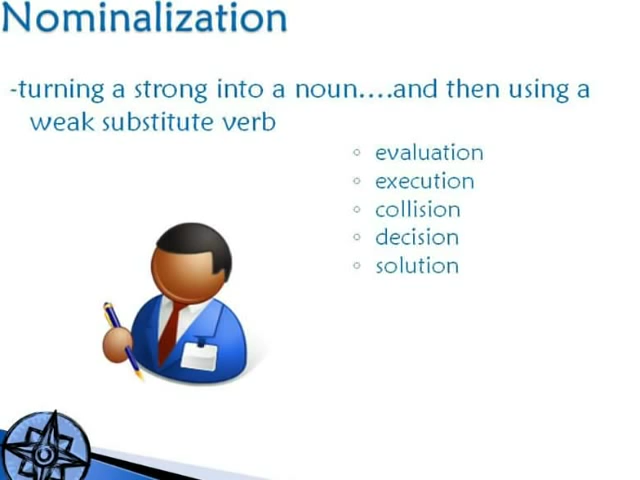 Nominalization
-turning a strong into a noun....and then using a
weak substitute verb
◦ evaluation
◦ execution
◦ collision
◦ decision
◦ solution